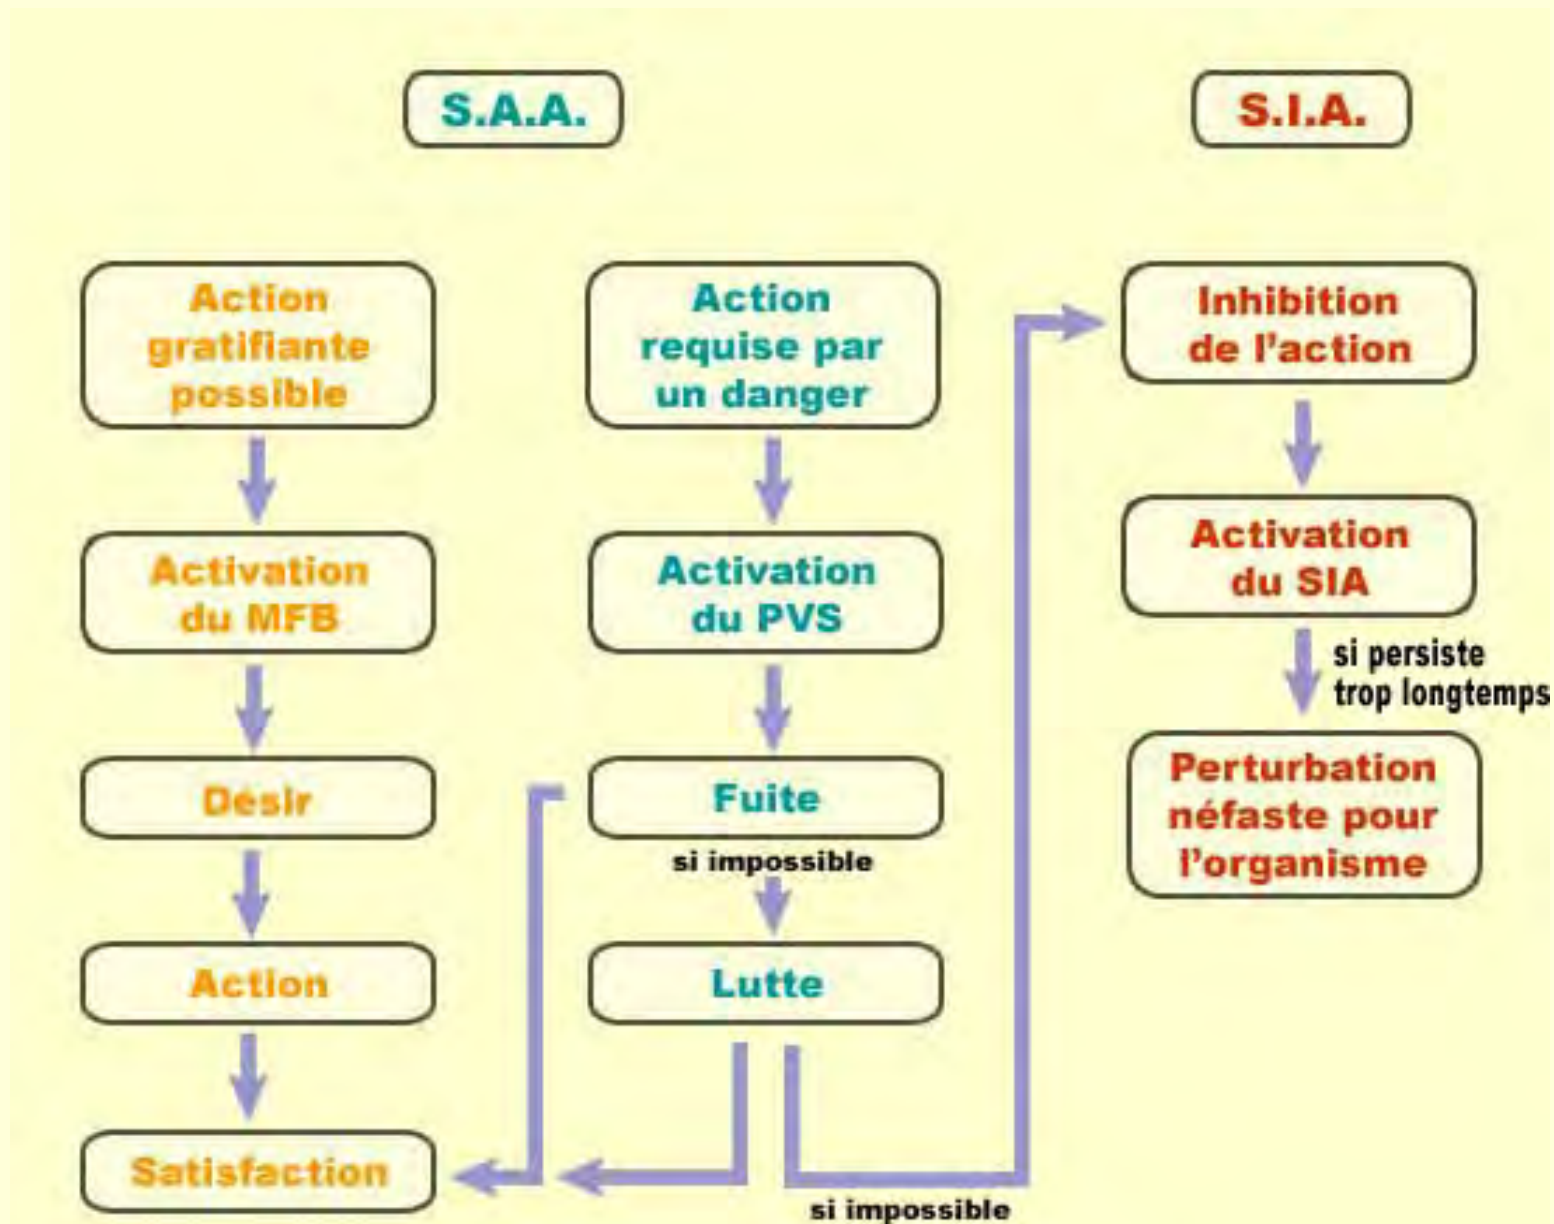 S.A.A.
S.I.A.
Action
gratifiante
possible
Activation
du MFB
Désir
Action
Satisfaction
Action
requise par
un danger
Activation
du PVS
Fuite
si impossible
Lutte
si impossible
Inhibition
de l'action
Activation
du SIA
si persiste
trop longtemps
Perturbation
néfaste pour
l'organisme